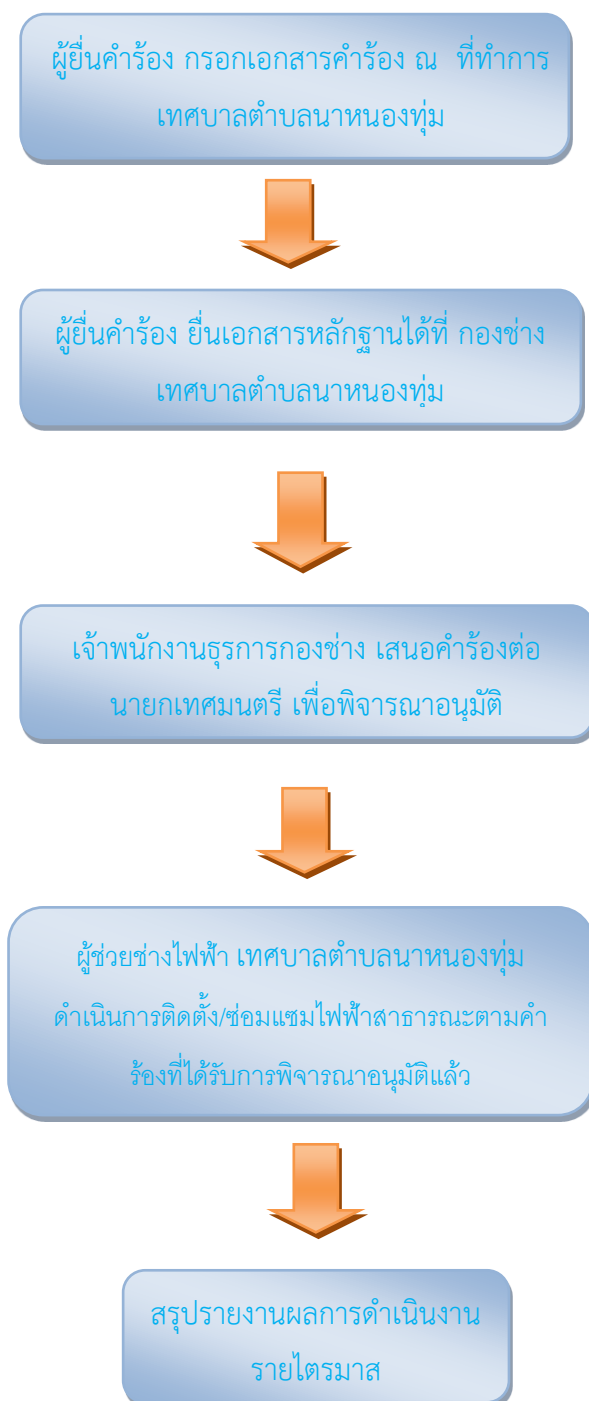 ผู้ยื่นคำร้อง กรอกเอกสารคำร้อง ณ ที่ทำการ
เทศบาลตำบลนาหนองทุ่ม
ผู้ยื่นคำร้อง ยื่นเอกสารหลักฐานได้ที่ กองช่าง
เทศบาลตำบลนาหนองทุ่ม
เจ้าพนักงานธุรการกองช่าง เสนอคำร้องต่อ
นายกเทศมนตรี เพื่อพิจารณาอนุมัติ
ผู้ช่วยช่างไฟฟ้า เทศบาลตำบลนาหนองทุ่ม
ดำเนินการติดตั้ง/ซ่อมแซมไฟฟ้าสาธารณะตามคำ
ร้องที่ได้รับการพิจารณาอนุมัติแล้ว
สรุปรายงานผลการดำเนินงาน
รายไตรมาส